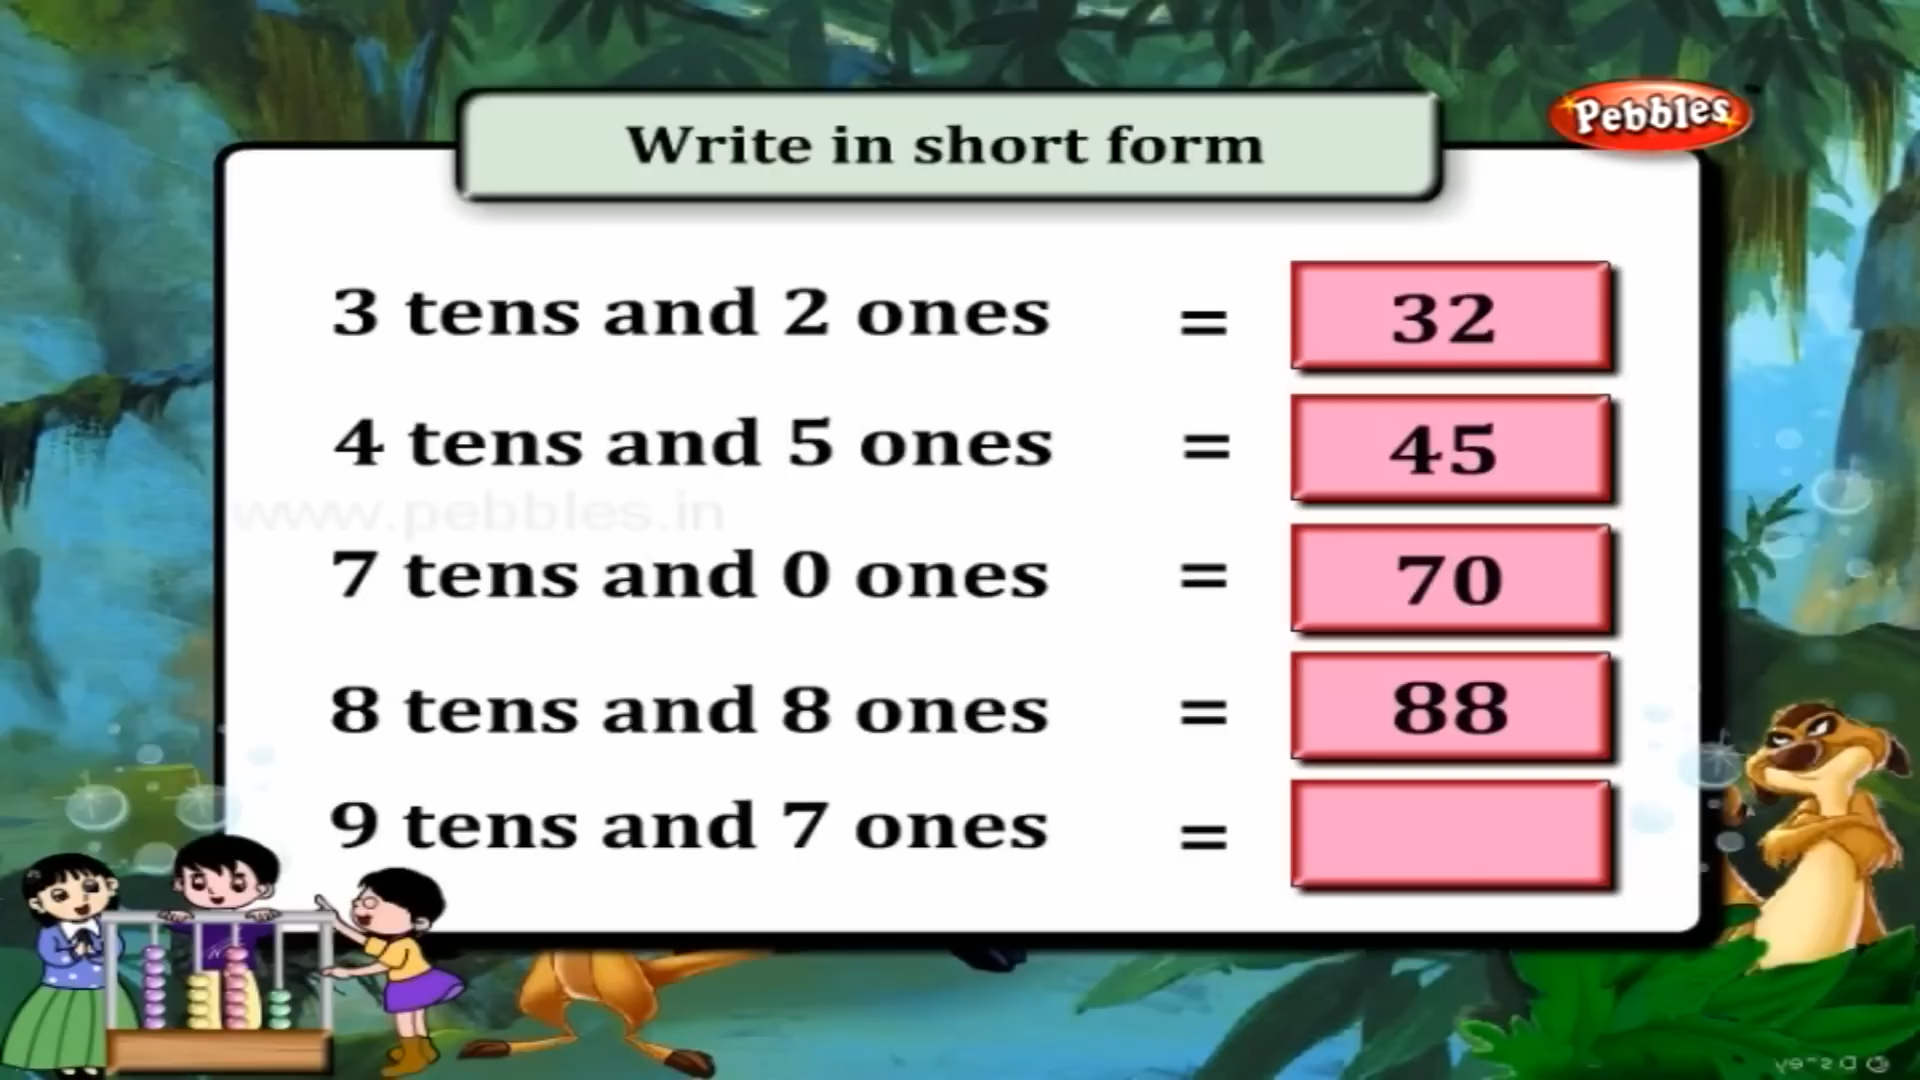 Pebbles
Write in short form
3 tens and 2 ones = 32
4 tens and 5 ones = 45
www.pebbles.in
7 tens and 0 ones = 70
8 tens and 8 ones = 88
9 tens and 7 ones =